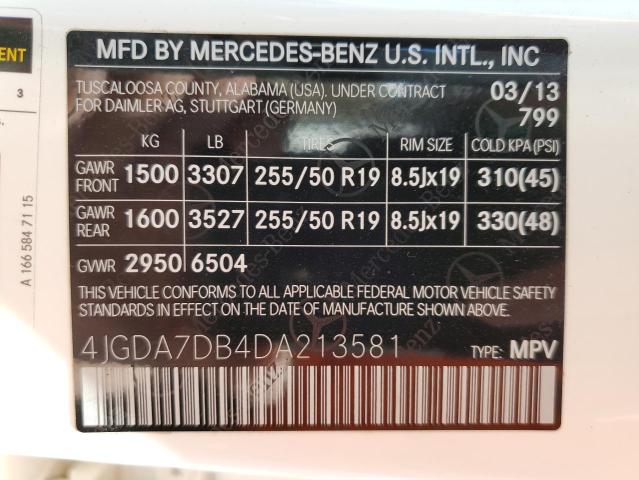 MFD BY MERCEDES-BENZ U.S. INTL., INC
TUSCALOOSA COUNTY, ALABAMA (USA). UNDER CONTRACT 03/13
FOR DAIMLER AG, STUTTGART (GERMANY) 799
KG LB TIRES RIM SIZE COLD KPA (PSI)
GAWR FRONT 1500 3307 255/50 R19 8.5Jx19 310(45)
GAWR REAR 1600 3527 255/50 R19 8.5Jx19 330(48)
GVWR 2950 6504
THIS VEHICLE CONFORMS TO ALL APPLICABLE FEDERAL MOTOR VEHICLE SAFETY
STANDARDS IN EFFECT ON THE DATE OF MANUFACTURE SHOWN ABOVE.
4JGDA7DB4DA213581 TYPE: MPV
A 166 584 71 15
3